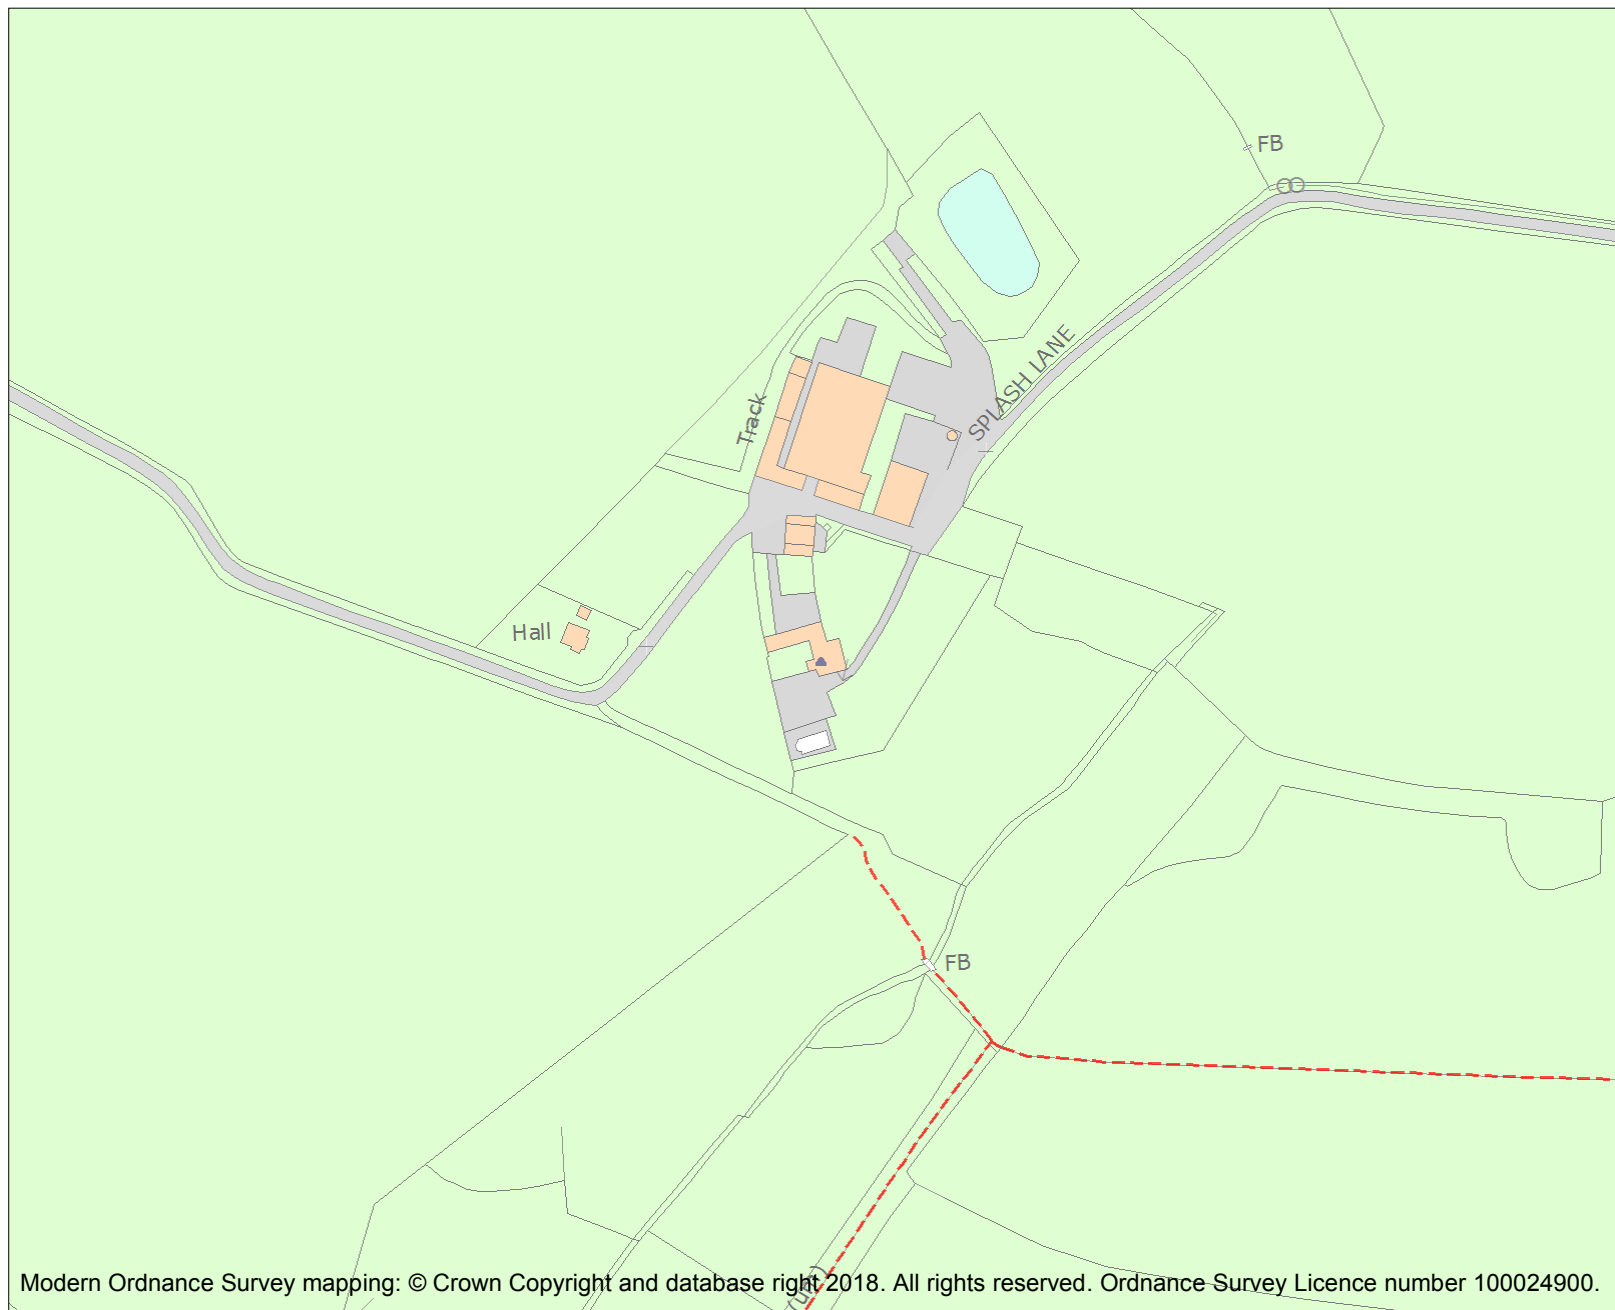 FB
SPLASH LANE
Track
Hall
FB
(um)
Modern Ordnance Survey mapping: © Crown Copyright and database right 2018. All rights reserved. Ordnance Survey Licence number 100024900.